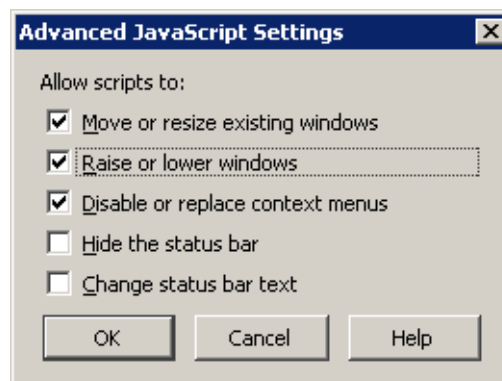 Advanced JavaScript Settings
Allow scripts to:
Move or resize existing windows
Raise or lower windows
Disable or replace context menus
Hide the status bar
Change status bar text
OK Cancel Help